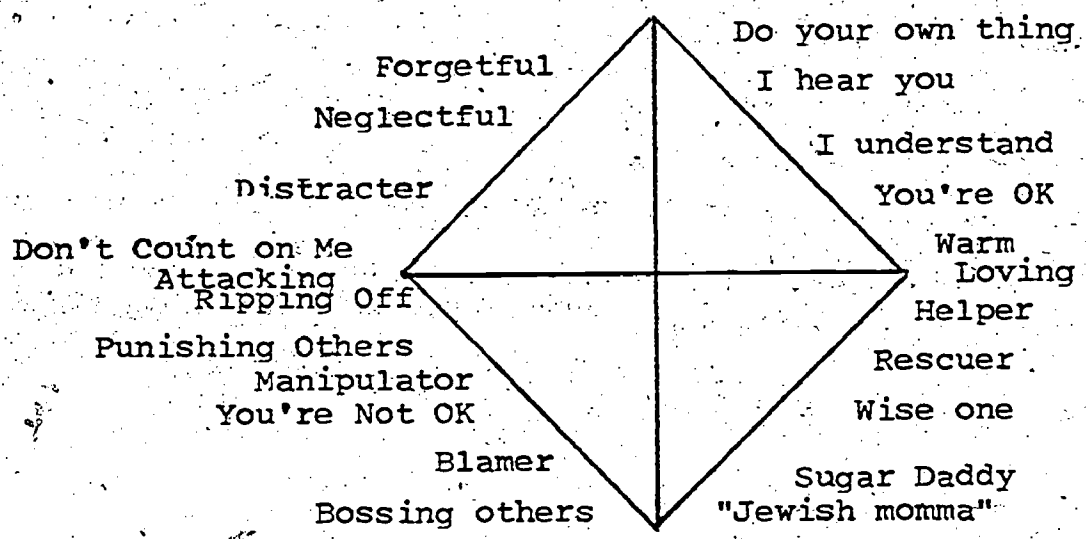 Forgetful
Neglectful
Distracter
Don't Count on Me
Attacking
Ripping Off
Punishing Others
Manipulator
You're Not OK
Blamer
Bossing others
Do your own thing
I hear you
I understand
You're OK
Warm
Loving
Helper
Rescuer
Wise one
Sugar Daddy
"Jewish momma"